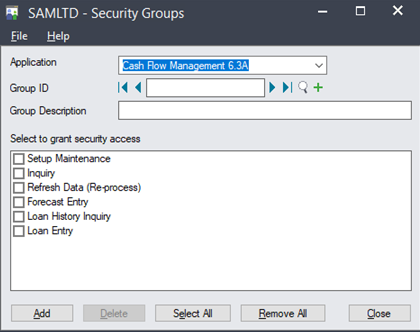 SAMLTD - Security Groups
File Help
Application Cash Flow Management 6.3A
Group ID
Group Description
Select to grant security access
Setup Maintenance
Inquiry
Refresh Data (Re-process)
Forecast Entry
Loan History Inquiry
Loan Entry
Add Delete Select All Remove All Close